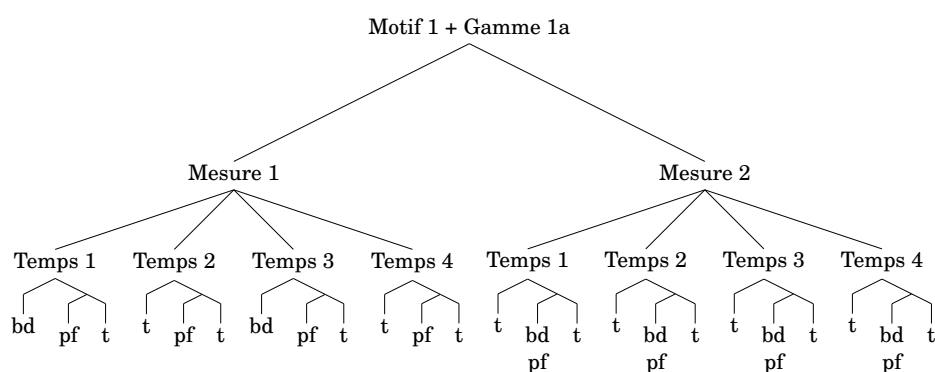 Motif 1 + Gamme 1a
Mesure 1 Mesure 2
Temps 1 Temps 2 Temps 3 Temps 4 Temps 1 Temps 2 Temps 3 Temps 4
bd pf t t pf t bd pf t t pf t t bd t t bd t t bd t t bd t
pf pf pf pf